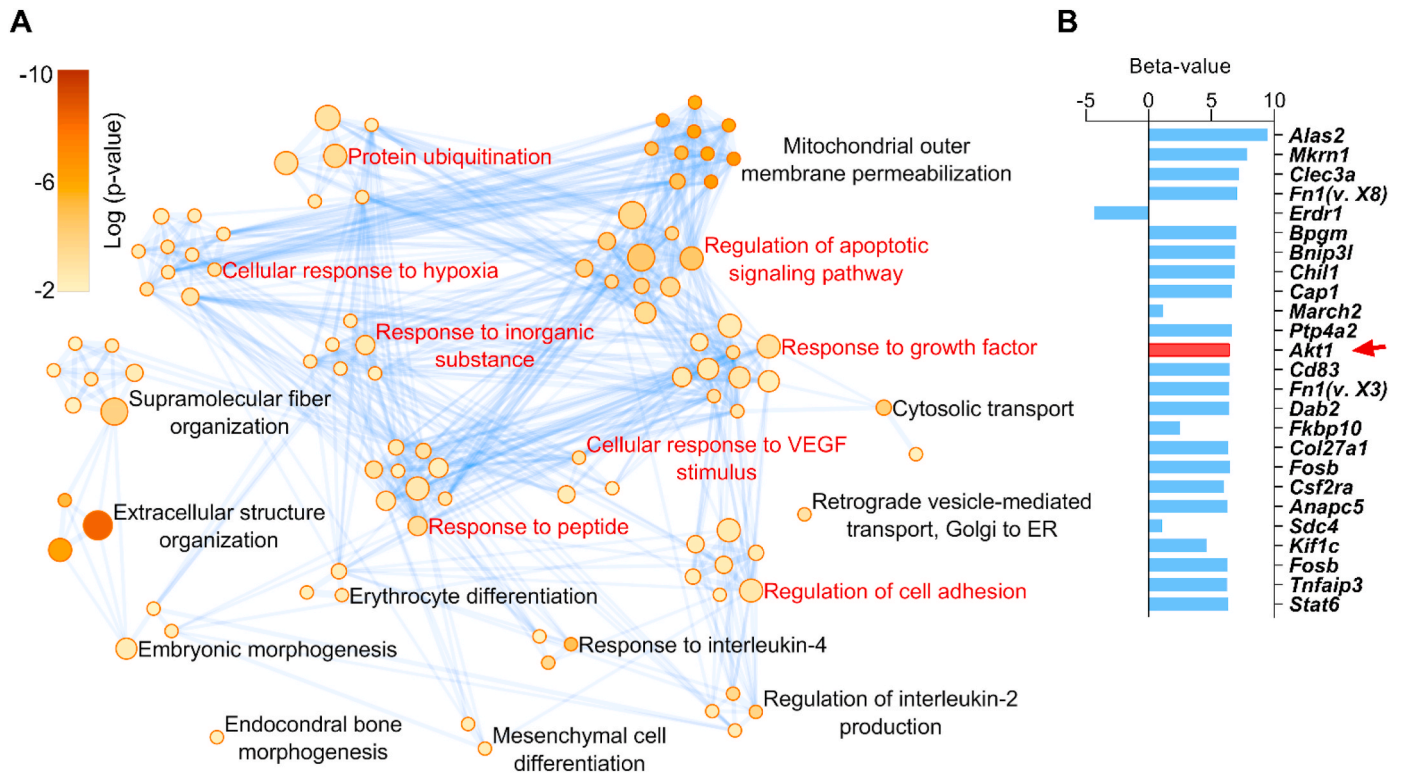 A
-10
-6
-2
Log (p-value)
Protein ubiquitination
Mitochondrial outer
membrane permeabilization
Cellular response to hypoxia
Regulation of apoptotic
signaling pathway
Response to inorganic
substance
Response to growth factor
Supramolecular fiber
organization
Cytosolic transport
Cellular response to VEGF
stimulus
Extracellular structure
organization
Response to peptide
Retrograde vesicle-mediated
transport, Golgi to ER
Erythrocyte differentiation
Regulation of cell adhesion
Embryonic morphogenesis
Response to interleukin-4
Endocondral bone
morphogenesis
Mesenchymal cell
differentiation
Regulation of interleukin-2
production
B
Beta-value
-5 0 5 10
Alas2
Mkrn1
Clec3a
Fn1(v. X8)
Erdr1
Bpgm
Bnip3l
Chil1
Cap1
March2
Ptp4a2
Akt1
Cd83
Fn1(v. X3)
Dab2
Fkbp10
Col27a1
Fosb
Csf2ra
Anapc5
Sdc4
Kif1c
Fosb
Tnfaip3
Stat6